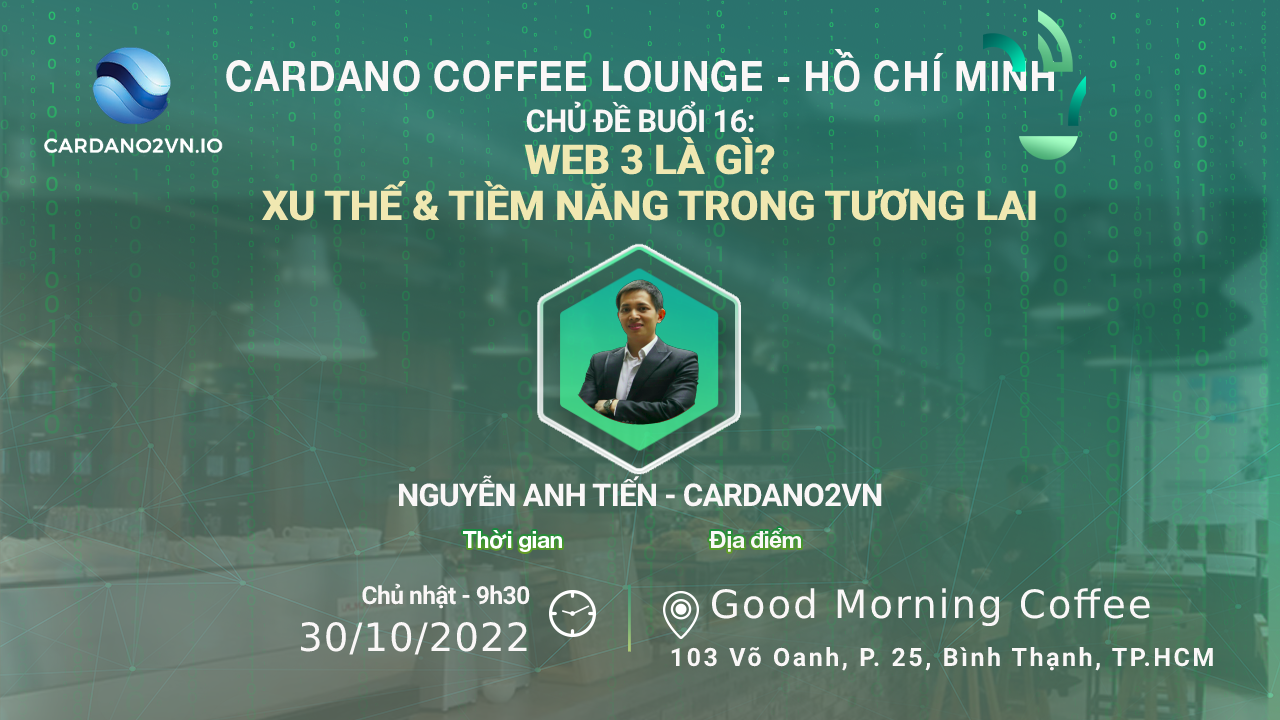 CARDANO2VN.IO
CARDANO COFFEE LOUNGE - HỒ CHÍ MINH
CHỦ ĐỀ BUỔI 16:
WEB 3 LÀ GÌ?
XU THẾ & TIỀM NĂNG TRONG TƯƠNG LAI
NGUYỄN ANH TIẾN - CARDANO2VN
Thời gian
Chủ nhật - 9h30
30/10/2022
Địa điểm
Good Morning Coffee
103 Võ Oanh, P. 25, Bình Thạnh, TP.HCM